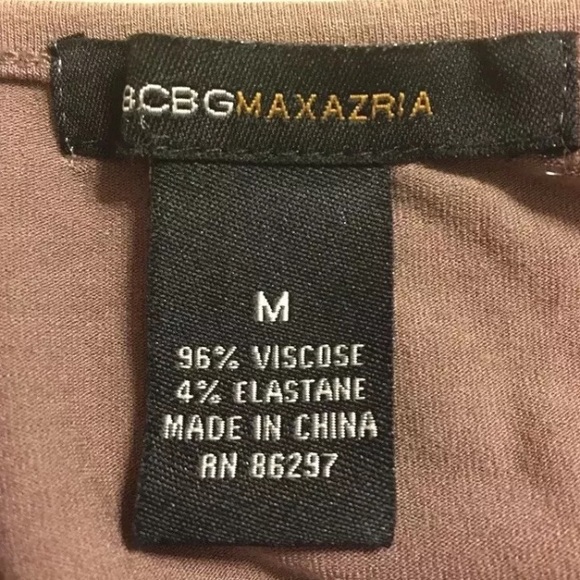 BCBGMAXAZRIA
M
96% VISCOSE
4% ELASTANE
MADE IN CHINA
RN 86297